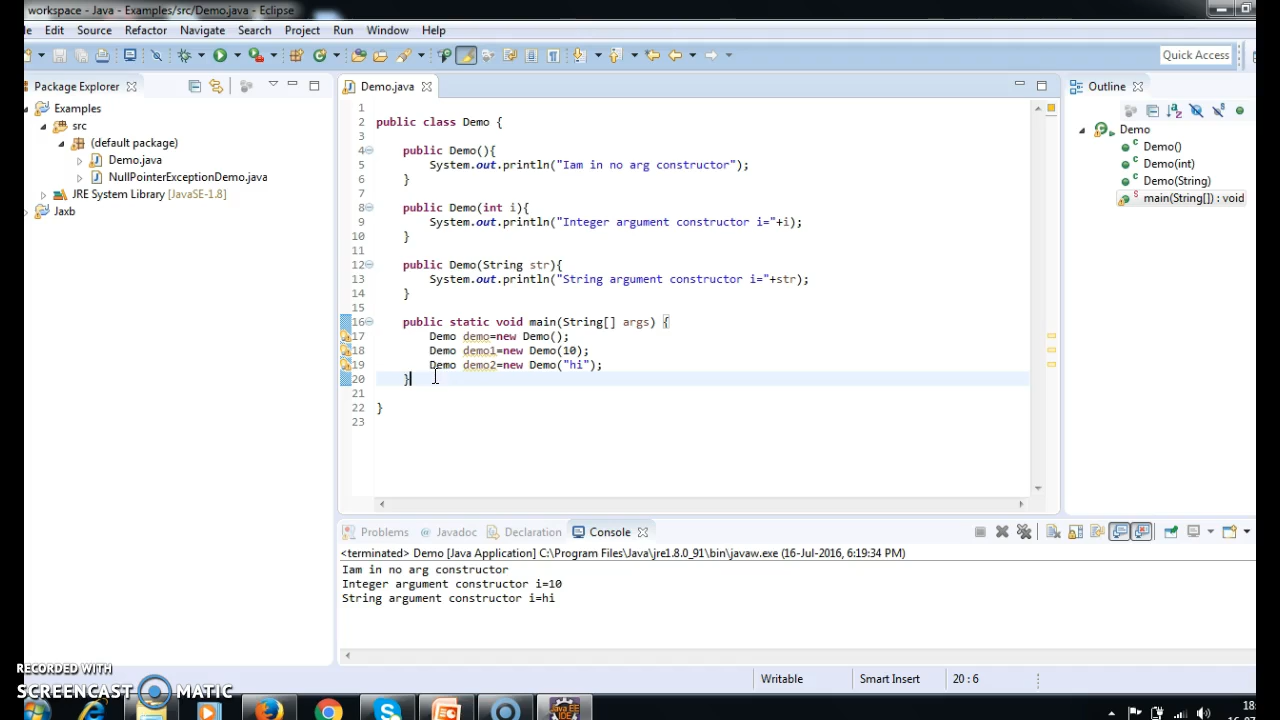 workspace - Java - Examples/src/Demo.java - Eclipse
le Edit Source Refactor Navigate Search Project Run Window Help
Quick Access
Package Explorer
Examples
src
(default package)
Demo.java
NullPointerExceptionDemo.java
JRE System Library [JavaSE-1.8]
Jaxb
Demo.java
1
2 public class Demo {
3
4 public Demo(){
5 System.out.println("Iam in no arg constructor");
6 }
7
8 public Demo(int i){
9 System.out.println("Integer argument constructor i="+i);
10 }
11
12 public Demo(String str){
13 System.out.println("String argument constructor i="+str);
14 }
15
16 public static void main(String[] args) {
17 Demo demo=new Demo();
18 Demo demo1=new Demo(10);
19 Demo demo2=new Demo("hi");
20 }
21
22 }
23
Outline
Demo
Demo()
Demo(int)
Demo(String)
main(String[]) : void
Problems @ Javadoc Declaration Console
<terminated> Demo [Java Application] C:\Program Files\Java\jre1.8.0_91\bin\javaw.exe (16-Jul-2016, 6:19:34 PM)
Iam in no arg constructor
Integer argument constructor i=10
String argument constructor i=hi
Writable Smart Insert 20 : 6
RECORDED WITH
SCREENCAST MATIC
Java EE
IDE
18: